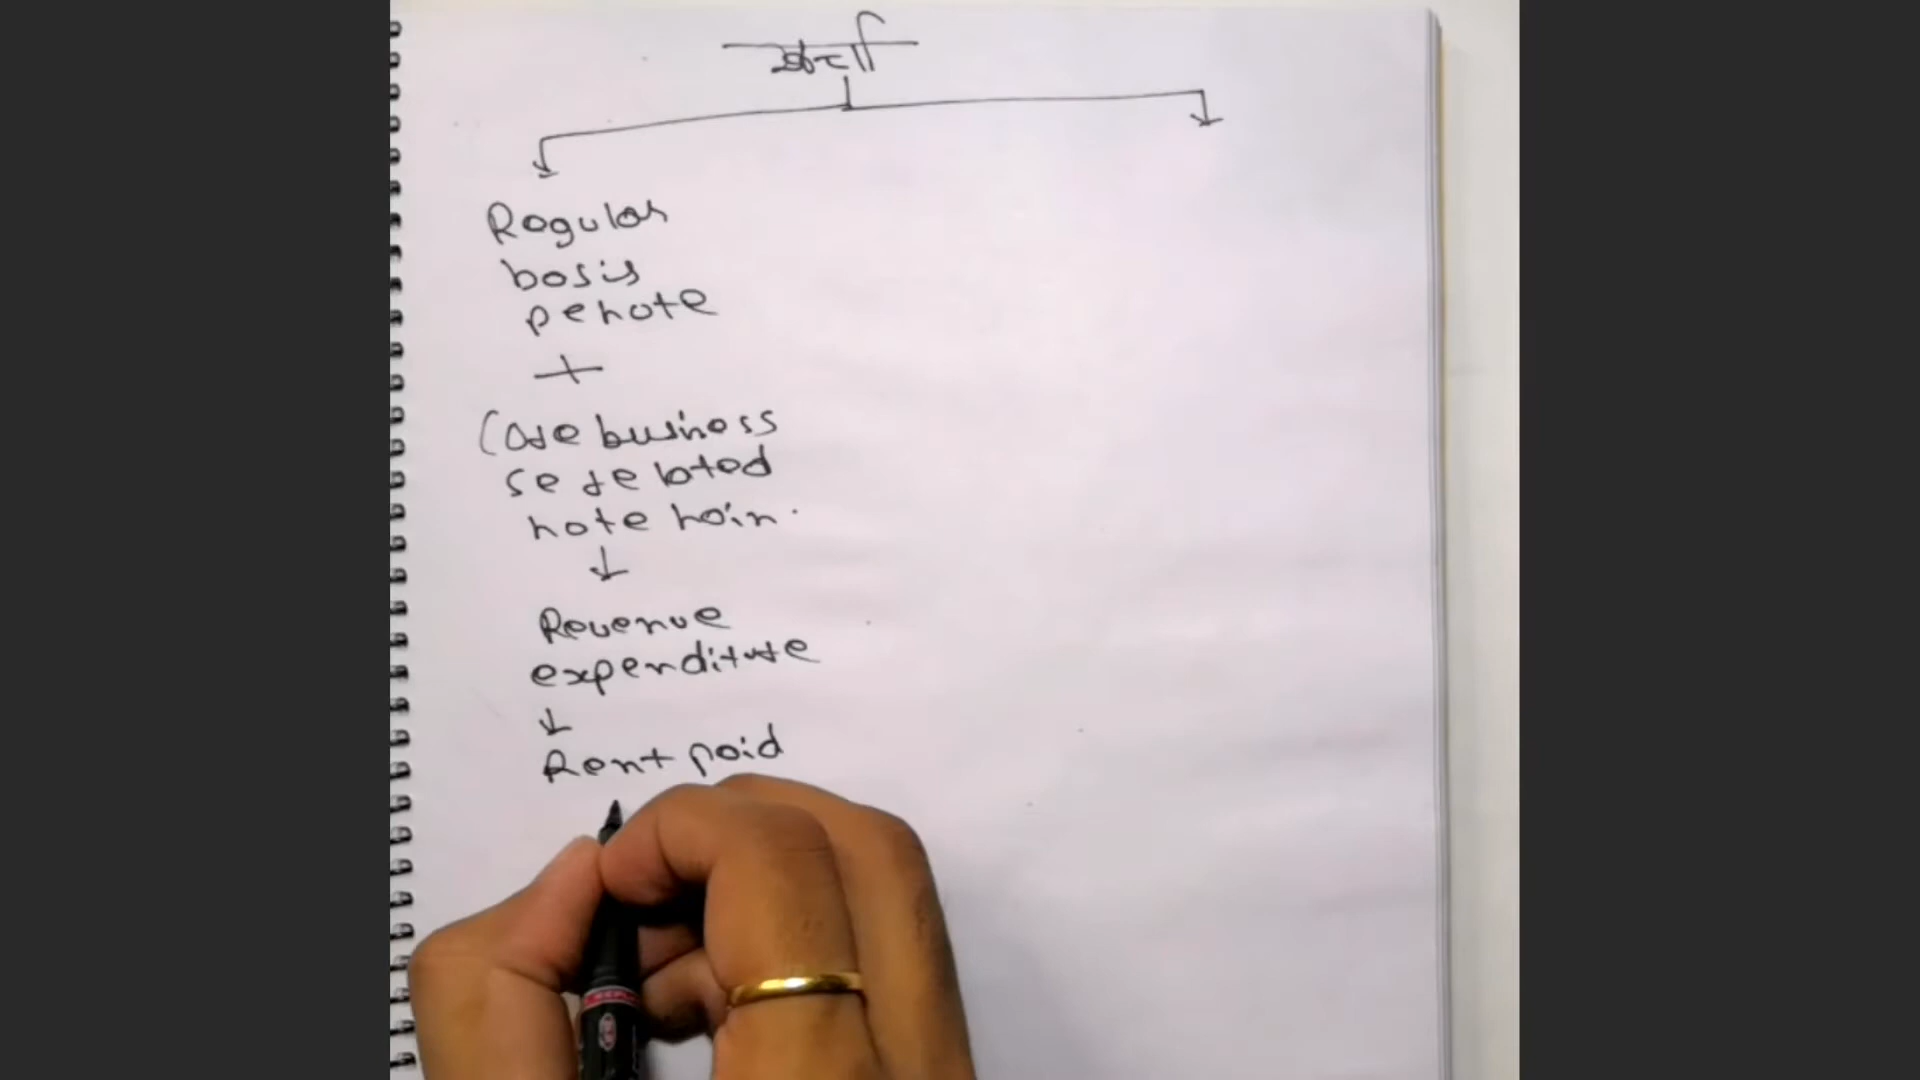 खर्चा
Regular
basis
pe hote
+
Core business
se related
hote hain.
Revenue
expenditure
Rent paid